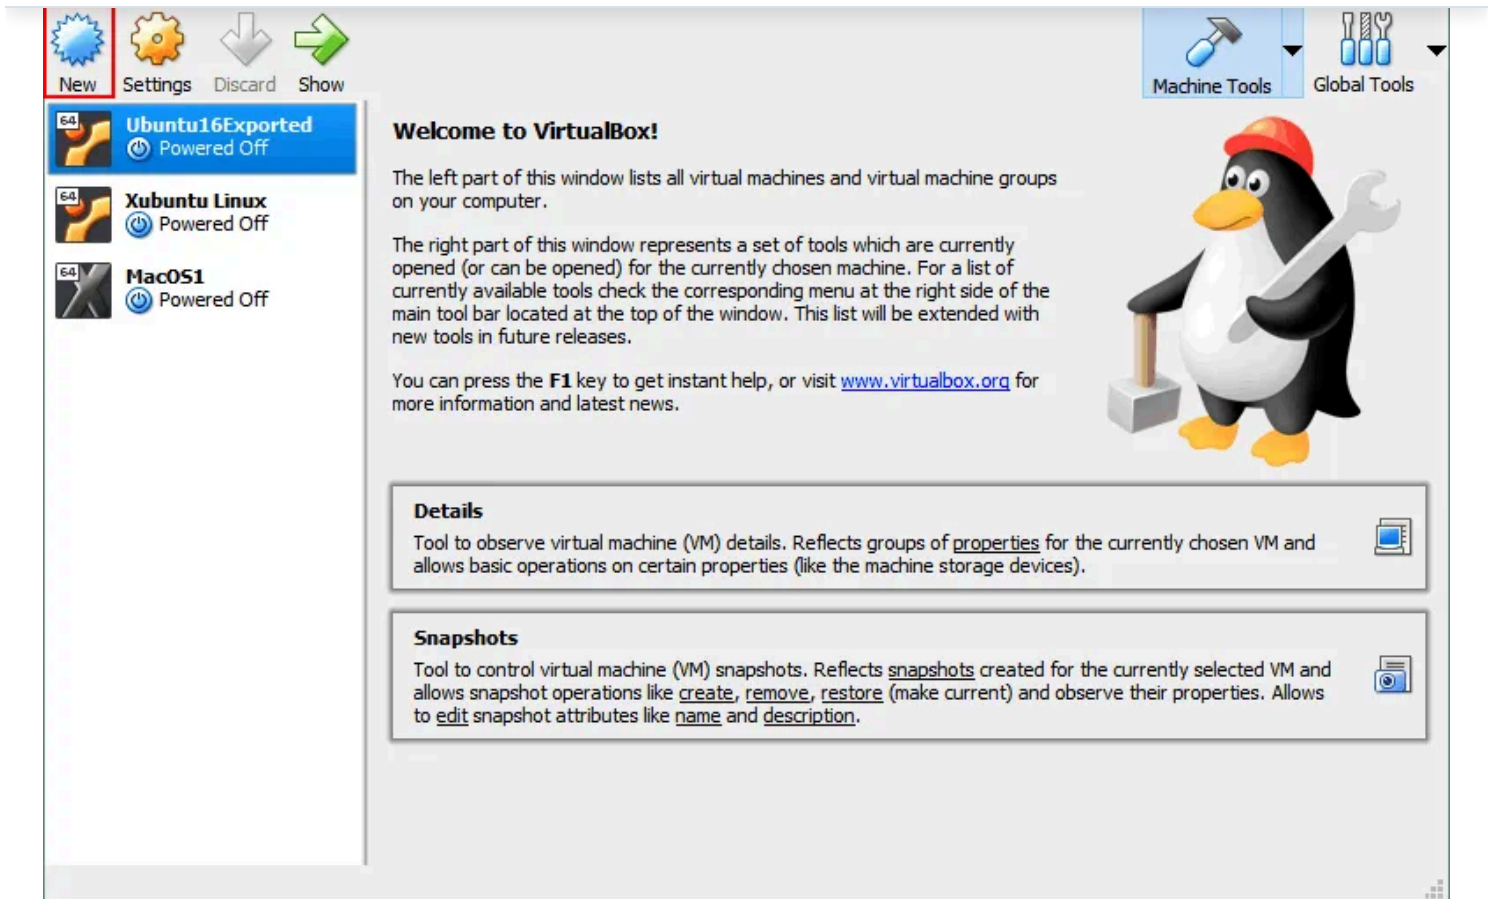 New
Settings
Discard
Show
Machine Tools
Global Tools
64
Ubuntu16Exported
Powered Off
64
Xubuntu Linux
Powered Off
64
MacOS1
Powered Off
Welcome to VirtualBox!
The left part of this window lists all virtual machines and virtual machine groups
on your computer.
The right part of this window represents a set of tools which are currently
opened (or can be opened) for the currently chosen machine. For a list of
currently available tools check the corresponding menu at the right side of the
main tool bar located at the top of the window. This list will be extended with
new tools in future releases.
You can press the F1 key to get instant help, or visit www.virtualbox.org for
more information and latest news.
Details
Tool to observe virtual machine (VM) details. Reflects groups of properties for the currently chosen VM and
allows basic operations on certain properties (like the machine storage devices).
Snapshots
Tool to control virtual machine (VM) snapshots. Reflects snapshots created for the currently selected VM and
allows snapshot operations like create, remove, restore (make current) and observe their properties. Allows
to edit snapshot attributes like name and description.